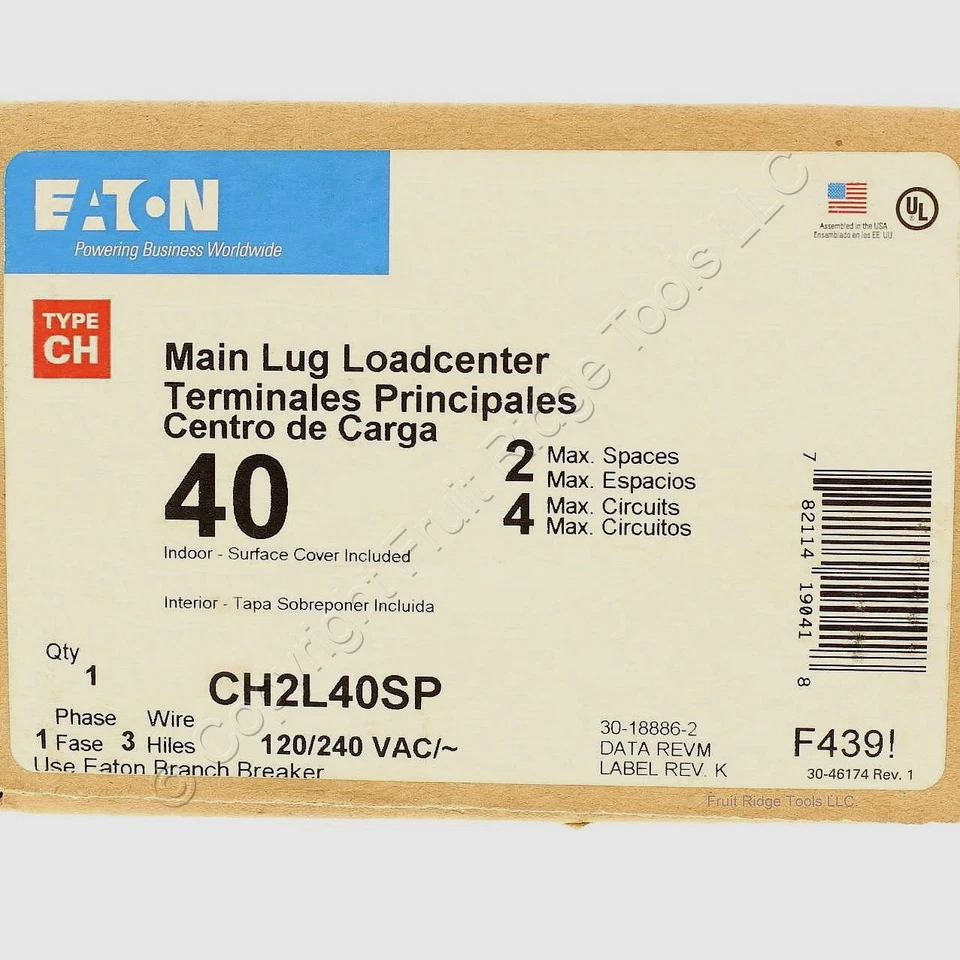 EATON
Powering Business Worldwide
Assembled in the USA
Ensamblado en los EE. UU.
UL
TYPE
CH
Main Lug Loadcenter
Terminales Principales
Centro de Carga
40
2 Max. Spaces
Max. Espacios
4 Max. Circuits
Max. Circuitos
Indoor - Surface Cover Included
Interior - Tapa Sobreponer Incluida
7 82114 19041 8
Qty
1
CH2L40SP
Phase Wire
1 Fase 3 Hiles
120/240 VAC/~
Use Eaton Branch Breaker
30-18886-2
DATA REVM
LABEL REV. K
F439!
30-46174 Rev. 1
© Copyright Fruit Ridge Tools LLC
Fruit Ridge Tools LLC.